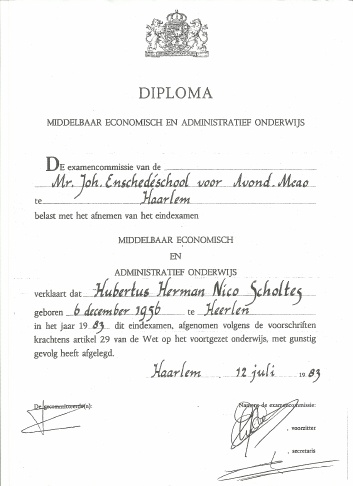 DIPLOMA
MIDDELBAAR ECONOMISCH EN ADMINISTRATIEF ONDERWIJS
DE examencommissie van de
Mr. Joh. Enschedéschool voor Avond-Meao
te Haarlem
belast met het afnemen van het eindexamen
MIDDELBAAR ECONOMISCH
EN
ADMINISTRATIEF ONDERWIJS
verklaart dat Hubertus Herman Nico Scholtes
geboren 6 december 1956 te Heerlen
in het jaar 1983 dit eindexamen, afgenomen volgens de voorschriften
krachtens artikel 29 van de Wet op het voortgezet onderwijs, met gunstig
gevolg heeft afgelegd.
Haarlem 12 juli 1983
De gecommitteerde(n): Namens de examencommissie:
, voorzitter
, secretaris